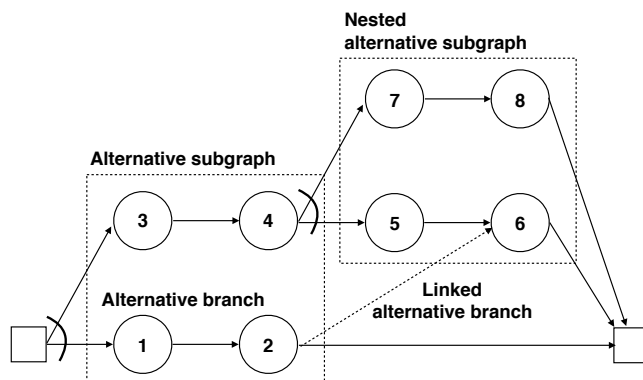 Nested
alternative subgraph
7
8
Alternative subgraph
3
4
5
6
Alternative branch
Linked
alternative branch
1
2